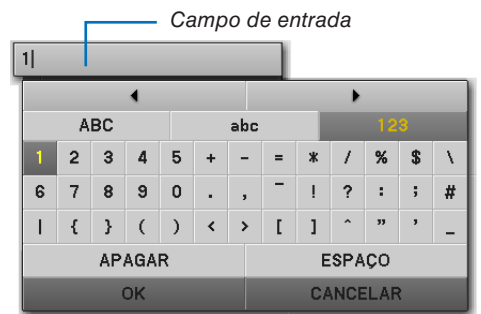 Campo de entrada
1|
◀ ▶
ABC abc 123
1 2 3 4 5 + - = * / % $ \
6 7 8 9 0 . , ‾ ! ? : ; #
| { } ( ) < > [ ] ^ ” ’ _
APAGAR ESPAÇO
OK CANCELAR